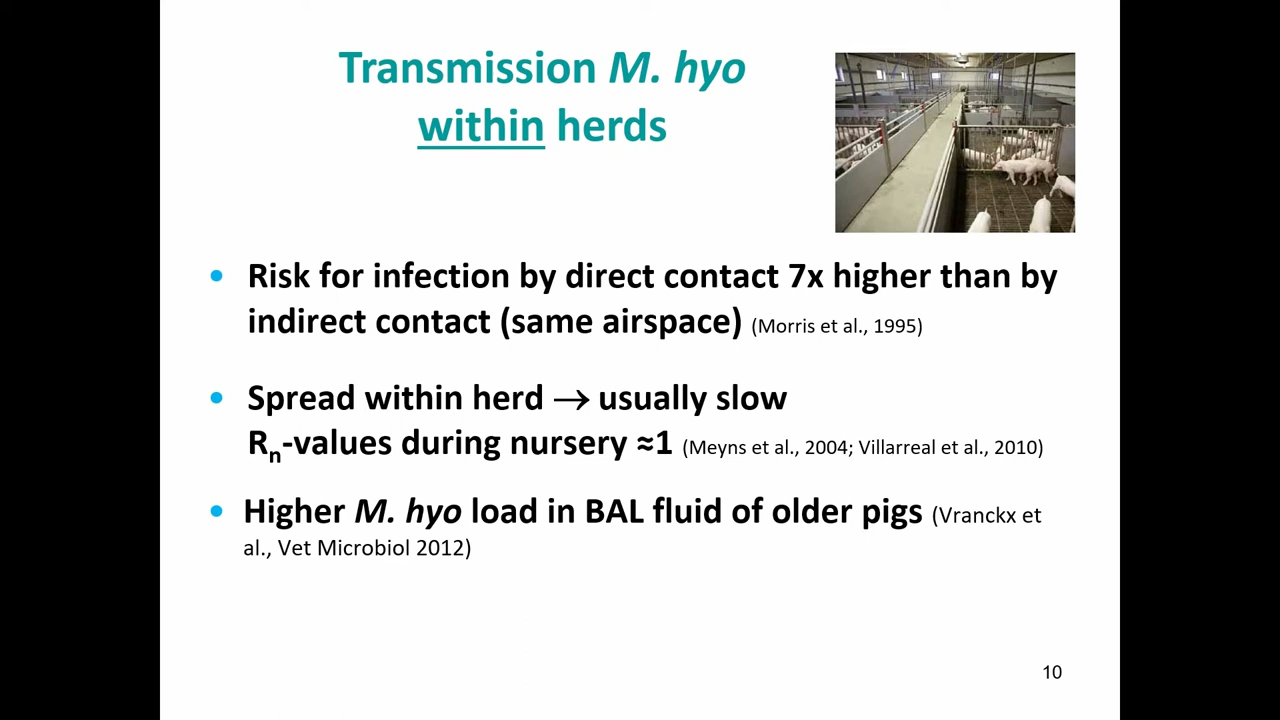 Transmission M. hyo
within herds
• Risk for infection by direct contact 7x higher than by
indirect contact (same airspace) (Morris et al., 1995)
• Spread within herd → usually slow
Rn-values during nursery ≈1 (Meyns et al., 2004; Villarreal et al., 2010)
• Higher M. hyo load in BAL fluid of older pigs (Vranckx et
al., Vet Microbiol 2012)
10